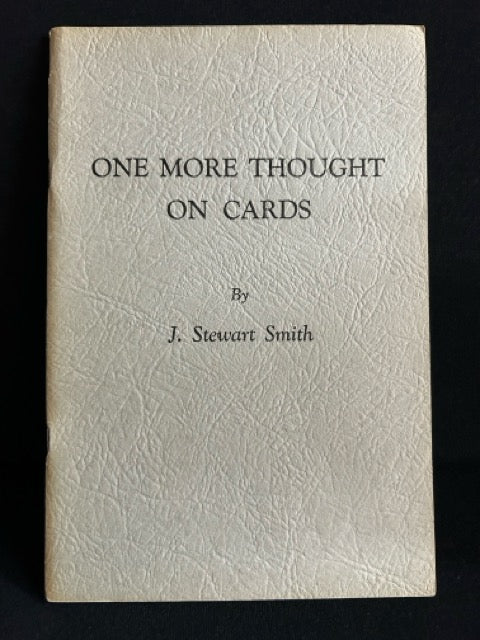 ONE MORE THOUGHT
ON CARDS
By
J. Stewart Smith